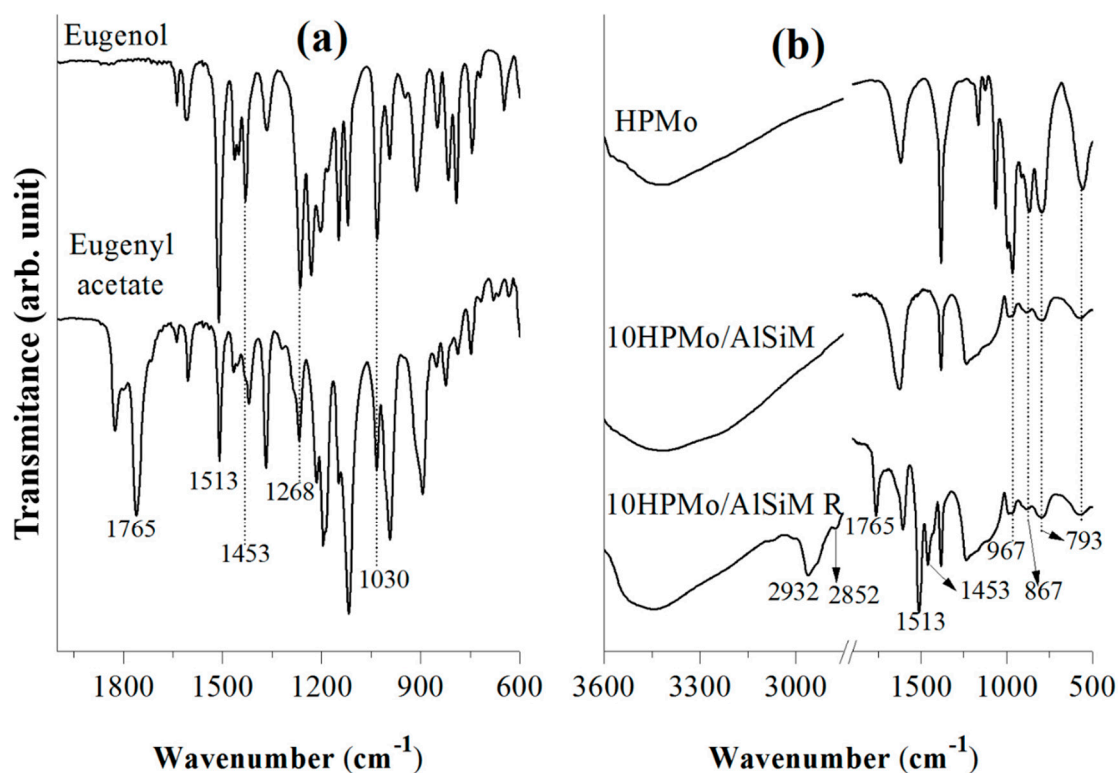 Transmitance (arb. unit)
(a)
Eugenol
Eugenyl
acetate
1765
1513
1453
1268
1030
1800 1500 1200 900 600
Wavenumber (cm⁻¹)
(b)
HPMo
10HPMo/AlSiM
10HPMo/AlSiM R
2932
2852
1765
1513
1453
967
867
793
3600 3300 3000 1500 1000 500
Wavenumber (cm⁻¹)